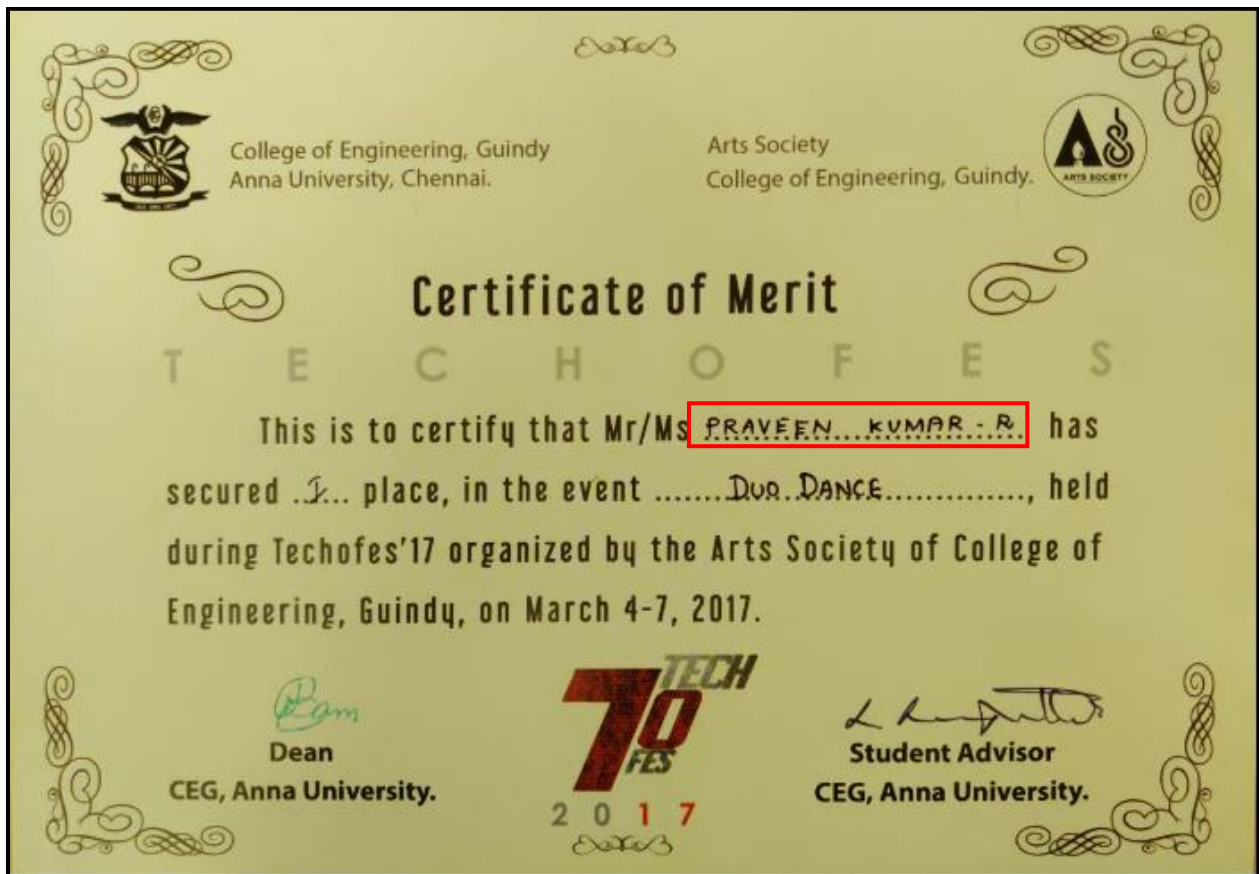 College of Engineering, Guindy
Anna University, Chennai.
Arts Society
College of Engineering, Guindy.
ARTS SOCIETY
Certificate of Merit
TECHOFES
This is to certify that Mr/Ms PRAVEEN KUMAR - R has
secured .I... place, in the event .......DUO DANCE.............., held
during Techofes'17 organized by the Arts Society of College of
Engineering, Guindy, on March 4-7, 2017.
70
TECH
FES
2017
Dean
CEG, Anna University.
Student Advisor
CEG, Anna University.